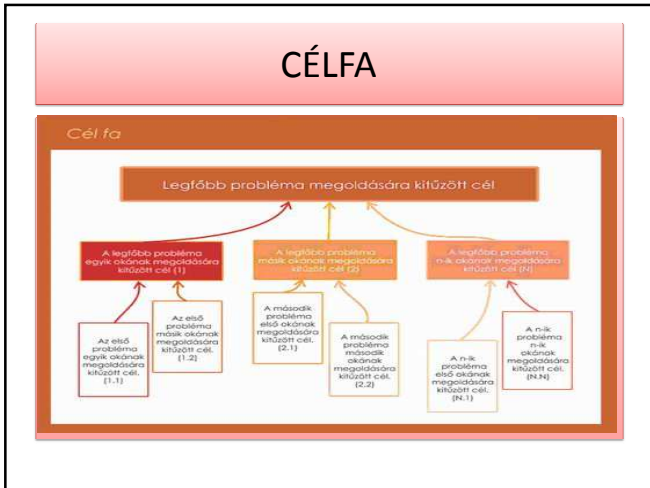 CÉLFA
Cél fa
Legfőbb probléma megoldására kitűzött cél
A legfőbb probléma
egyik okának megoldására
kitűzött cél (1)
A legfőbb probléma
másik okának megoldására
kitűzött cél (2)
A legfőbb probléma
n-ik okának megoldására
kitűzött cél (N)
Az első
probléma
egyik okának
megoldására
kitűzött cél.
(1.1)
Az első
probléma
másik okának
megoldására
kitűzött cél.
(1.2)
A második
probléma
első okának
megoldására
kitűzött cél.
(2.1)
A második
probléma
második
okának
megoldására
kitűzött cél.
(2.2)
A n-ik
probléma
első okának
megoldására
kitűzött cél.
(N.1)
A n-ik
probléma
n-ik
okának
megoldására
kitűzött cél.
(N.N)